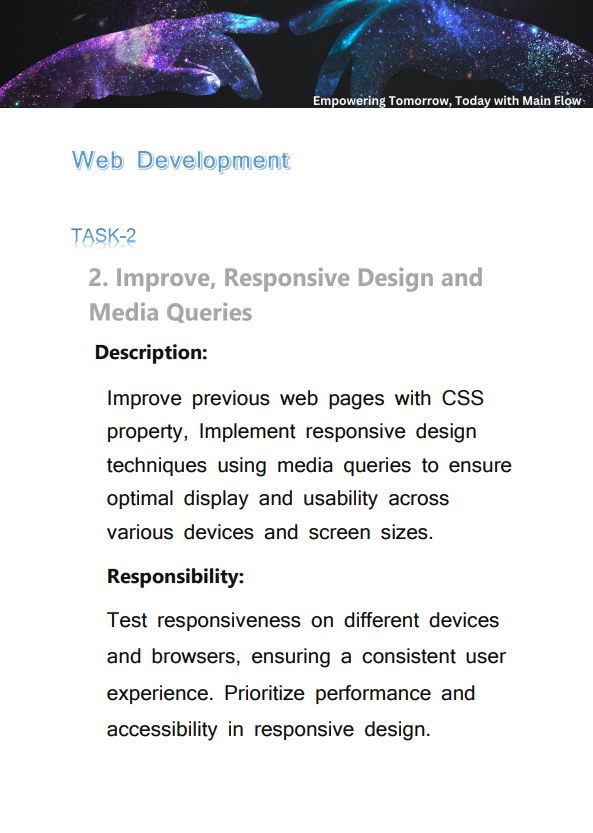 Empowering Tomorrow, Today with Main Flow
Web Development
TASK-2
2. Improve, Responsive Design and
Media Queries
Description:
Improve previous web pages with CSS
property, Implement responsive design
techniques using media queries to ensure
optimal display and usability across
various devices and screen sizes.
Responsibility:
Test responsiveness on different devices
and browsers, ensuring a consistent user
experience. Prioritize performance and
accessibility in responsive design.